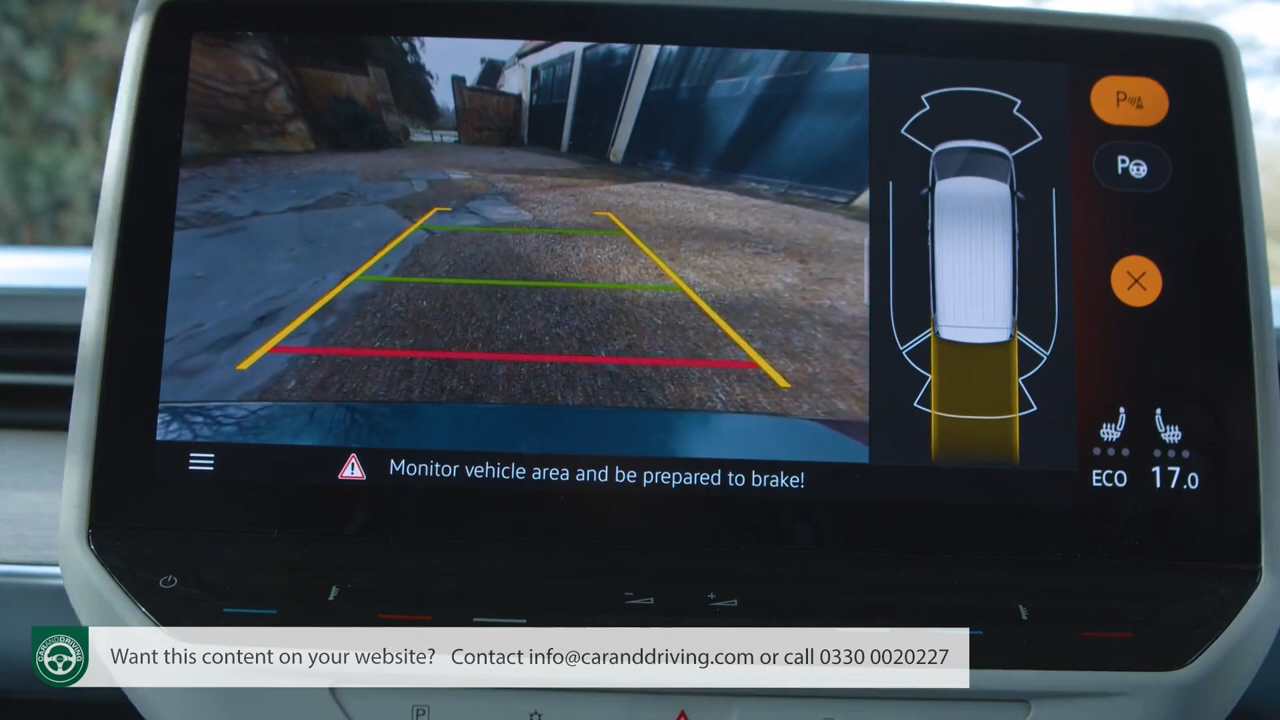 P
P
Monitor vehicle area and be prepared to brake!
ECO 17.0
CARANDDRIVING
Want this content on your website? Contact info@caranddriving.com or call 0330 0020227
P